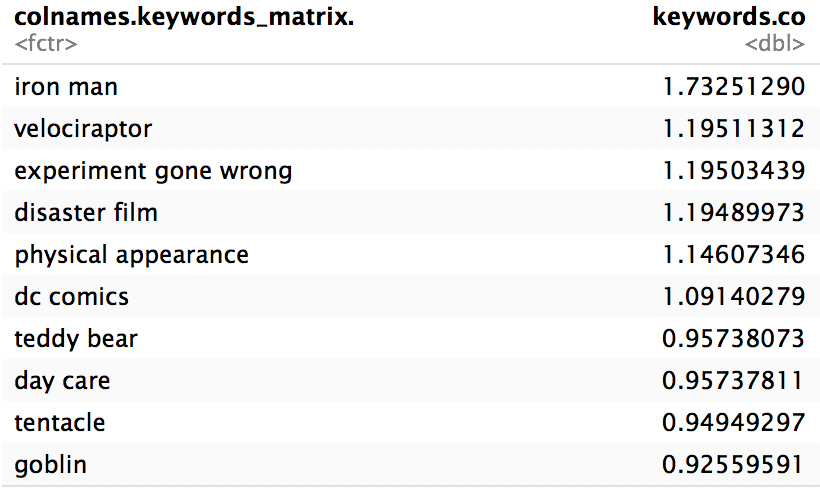 colnames.keywords_matrix. keywords.co
<fctr> <dbl>
iron man 1.73251290
velociraptor 1.19511312
experiment gone wrong 1.19503439
disaster film 1.19489973
physical appearance 1.14607346
dc comics 1.09140279
teddy bear 0.95738073
day care 0.95737811
tentacle 0.94949297
goblin 0.92559591